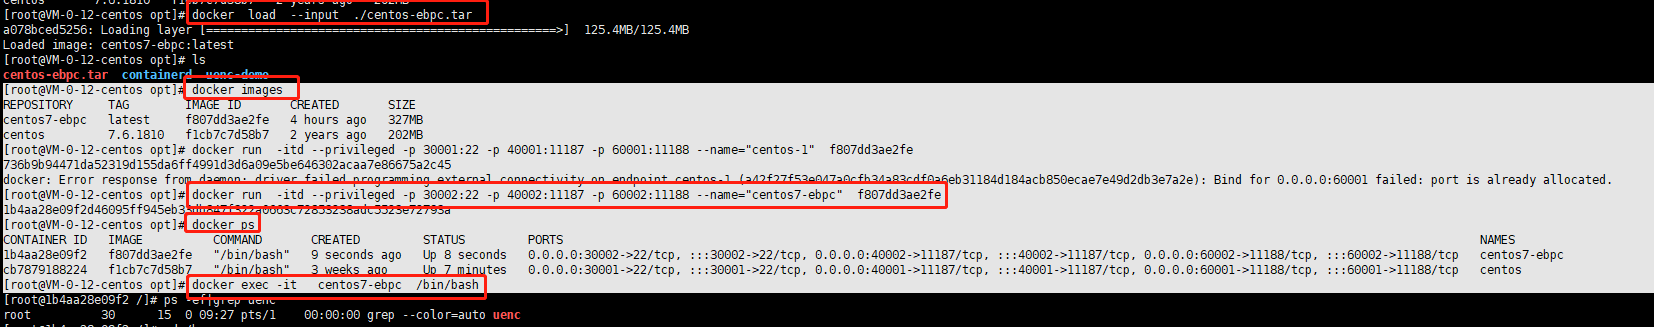 centos 7.6.1810 f1cb7c7d58b7 2 years ago 202MB
[root@VM-0-12-centos opt]# docker  load  --input  ./centos-ebpc.tar
a078bced5256: Loading layer [==================================================>]  125.4MB/125.4MB
Loaded image: centos7-ebpc:latest
[root@VM-0-12-centos opt]# ls
centos-ebpc.tar  containerd  uenc-demo
[root@VM-0-12-centos opt]# docker images
REPOSITORY     TAG        IMAGE ID       CREATED       SIZE
centos7-ebpc   latest     f807dd3ae2fe   4 hours ago   327MB
centos         7.6.1810   f1cb7c7d58b7   2 years ago   202MB
[root@VM-0-12-centos opt]# docker run  -itd --privileged -p 30001:22 -p 40001:11187 -p 60001:11188 --name="centos-1"  f807dd3ae2fe
736b9b94471da52319d155da6ff4991d3d6a09e5be646302acaa7e86675a2c45
docker: Error response from daemon: driver failed programming external connectivity on endpoint centos-1 (a42f27f53e047a0cfb34a83cdf0a6eb31184d184acb850ecae7e49d2db3e7a2e): Bind for 0.0.0.0:60001 failed: port is already allocated.
[root@VM-0-12-centos opt]# docker run  -itd --privileged -p 30002:22 -p 40002:11187 -p 60002:11188 --name="centos7-ebpc"  f807dd3ae2fe
[root@VM-0-12-centos opt]# docker ps
CONTAINER ID   IMAGE          COMMAND       CREATED         STATUS         PORTS                                                                                                                             NAMES
1b4aa28e09f2   f807dd3ae2fe   "/bin/bash"   9 seconds ago   Up 8 seconds   0.0.0.0:30002->22/tcp, :::30002->22/tcp, 0.0.0.0:40002->11187/tcp, :::40002->11187/tcp, 0.0.0.0:60002->11188/tcp, :::60002->11188/tcp   centos7-ebpc
cb7879188224   f1cb7c7d58b7   "/bin/bash"   3 weeks ago     Up 7 minutes   0.0.0.0:30001->22/tcp, :::30001->22/tcp, 0.0.0.0:40001->11187/tcp, :::40001->11187/tcp, 0.0.0.0:60001->11188/tcp, :::60001->11188/tcp   centos
[root@VM-0-12-centos opt]# docker exec -it   centos7-ebpc  /bin/bash
[root@1b4aa28e09f2 /]# ps -ef|grep uenc
root        30      15  0 09:27 pts/1    00:00:00 grep --color=auto uenc